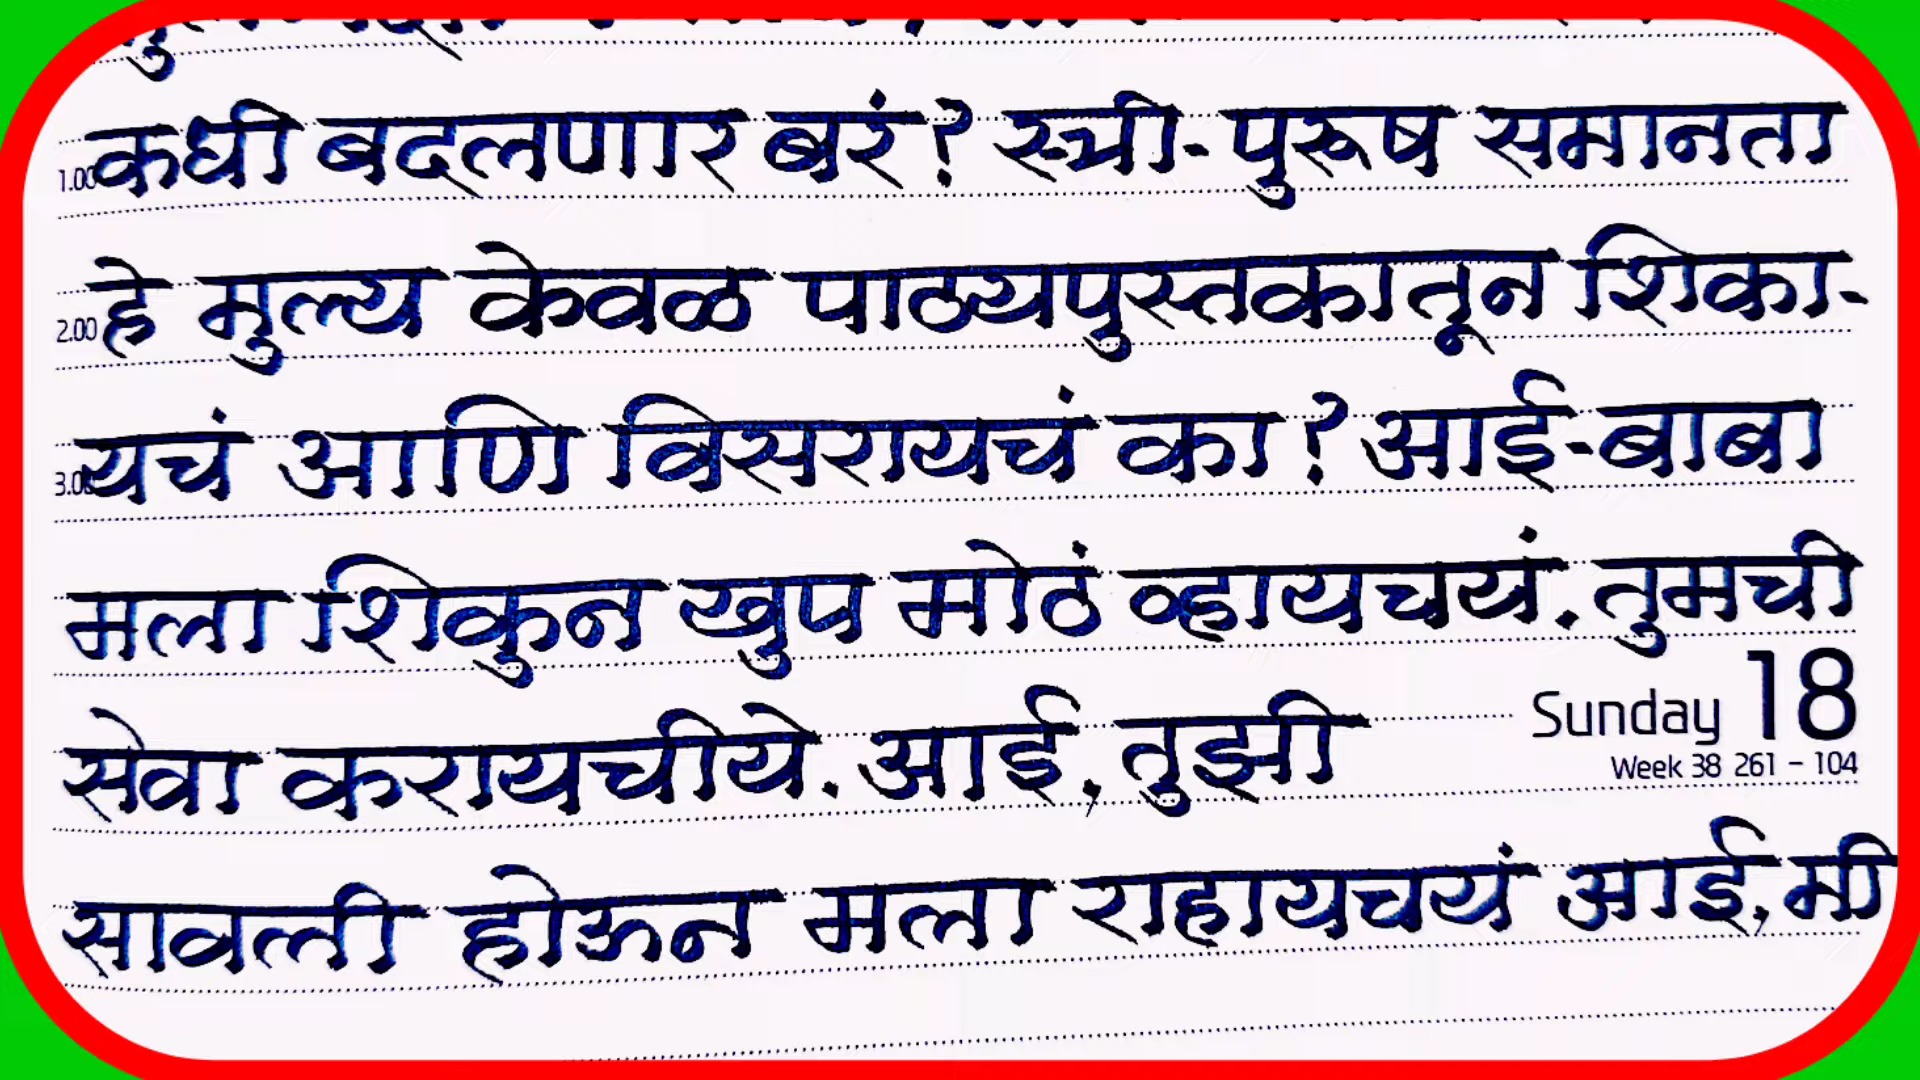 1.00 कधी बदलणार बरं? स्त्री-पुरूष समानता
2.00 हे मुल्य केवळ पाठ्यपुस्तकातून शिका-
3.00 यचं आणि विसरायचं का? आई-बाबा
मला शिकुन खुप मोठं व्हायचयं. तुमची
सेवा करायचीये. आई, तुझी
Sunday 18
Week 38 261 - 104
सावली होऊन मला राहायचयं आई, मी